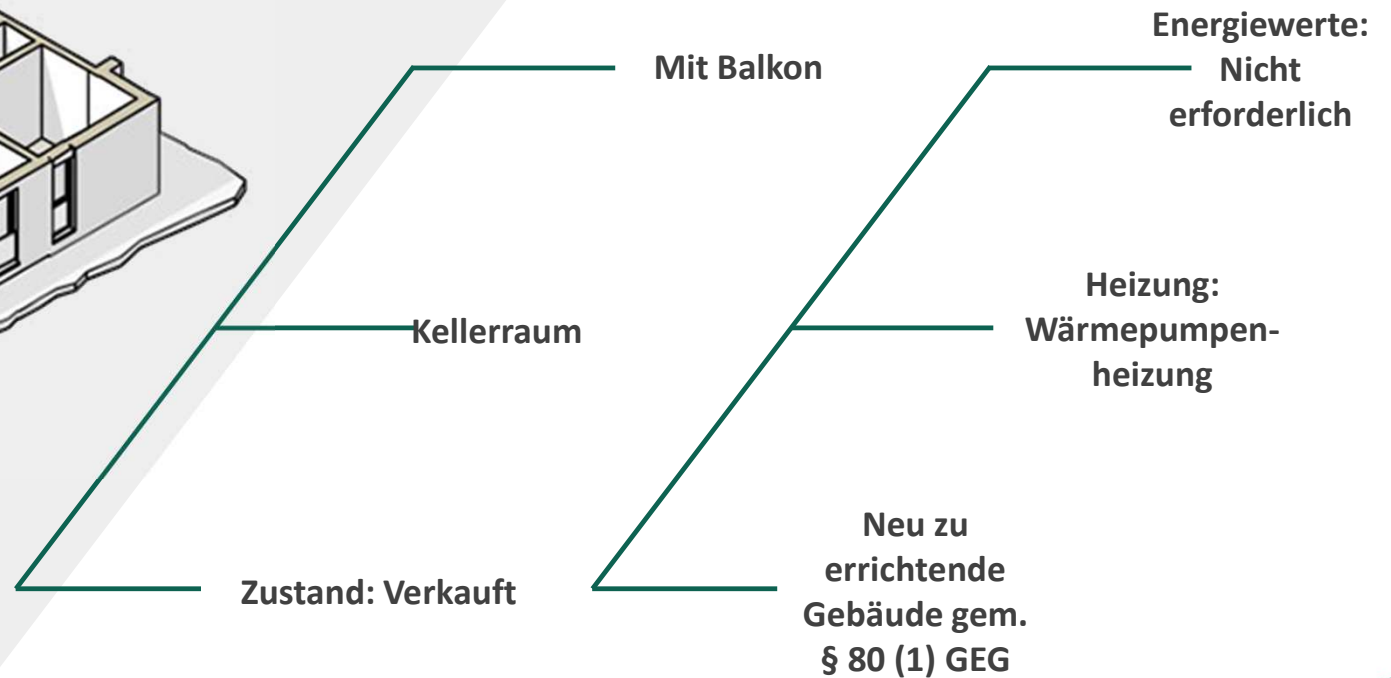 Mit Balkon
Kellerraum
Zustand: Verkauft
Energiewerte:
Nicht
erforderlich
Heizung:
Wärmepumpen-
heizung
Neu zu
errichtende
Gebäude gem.
§ 80 (1) GEG